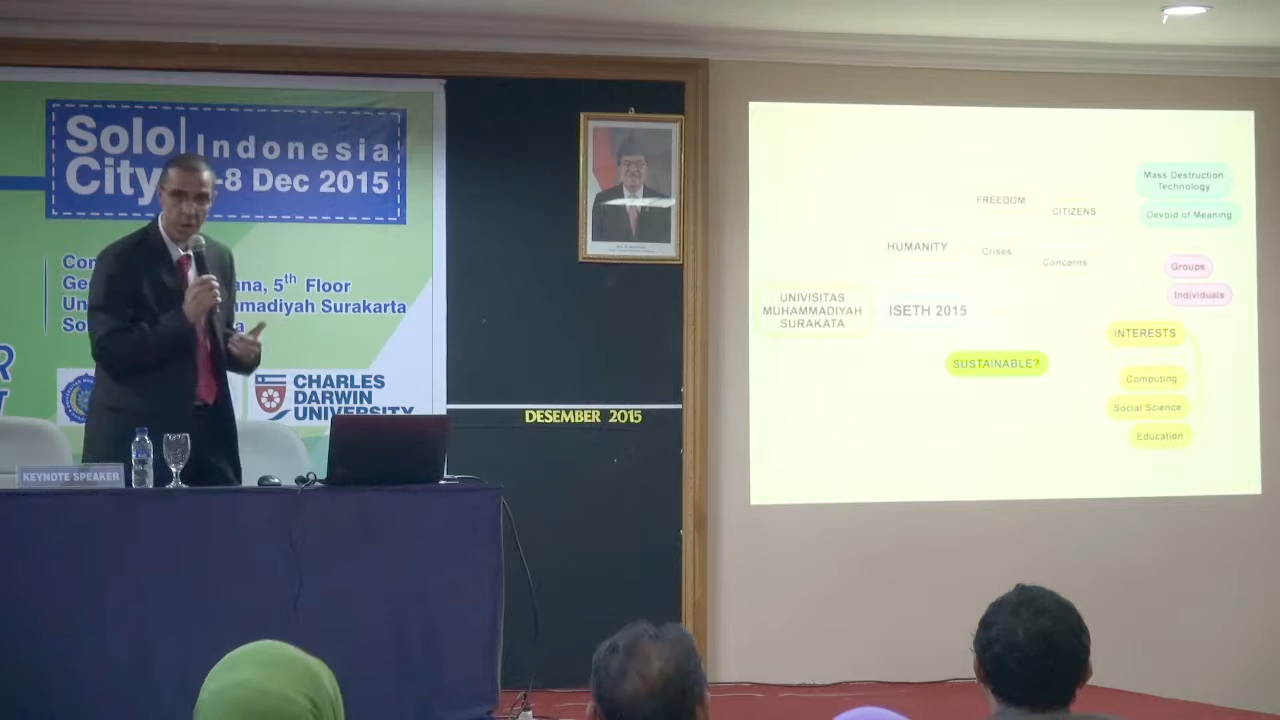 Solo
City
Indonesia
-8 Dec 2015
Con
Ge
ana, 5th Floor
Un
mmadiyah Surakarta
So
a
R
T
CHARLES
DARWIN
UNIVERSITY
KEYNOTE SPEAKER
DESEMBER 2015
Mass Destruction
Technology
FREEDOM
CITIZENS
Devoid of Meaning
HUMANITY
Crises
Concerns
Groups
Individuals
UNIVISITAS
MUHAMMADIYAH
SURAKATA
ISETH 2015
INTERESTS
SUSTAINABLE?
Computing
Social Science
Education